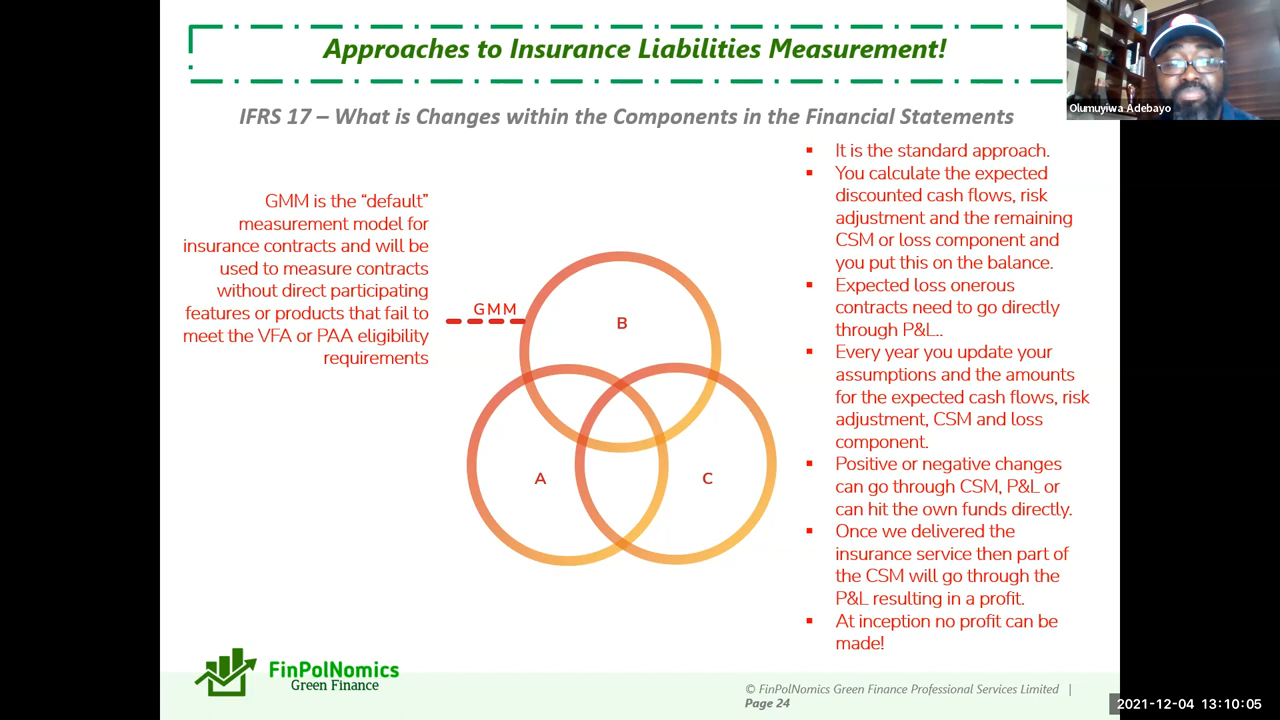 Approaches to Insurance Liabilities Measurement!
Olumuyiwa Adebayo
IFRS 17 – What is Changes within the Components in the Financial Statements
GMM is the “default”
measurement model for
insurance contracts and will be
used to measure contracts
without direct participating
features or products that fail to
meet the VFA or PAA eligibility
requirements
GMM
B
A
C
▪ It is the standard approach.
▪ You calculate the expected
discounted cash flows, risk
adjustment and the remaining
CSM or loss component and
you put this on the balance.
▪ Expected loss onerous
contracts need to go directly
through P&L..
▪ Every year you update your
assumptions and the amounts
for the expected cash flows, risk
adjustment, CSM and loss
component.
▪ Positive or negative changes
can go through CSM, P&L or
can hit the own funds directly.
▪ Once we delivered the
insurance service then part of
the CSM will go through the
P&L resulting in a profit.
▪ At inception no profit can be
made!
FinPolNomics
Green Finance
© FinPolNomics Green Finance Professional Services Limited |
Page 24
2021-12-04 13:10:05